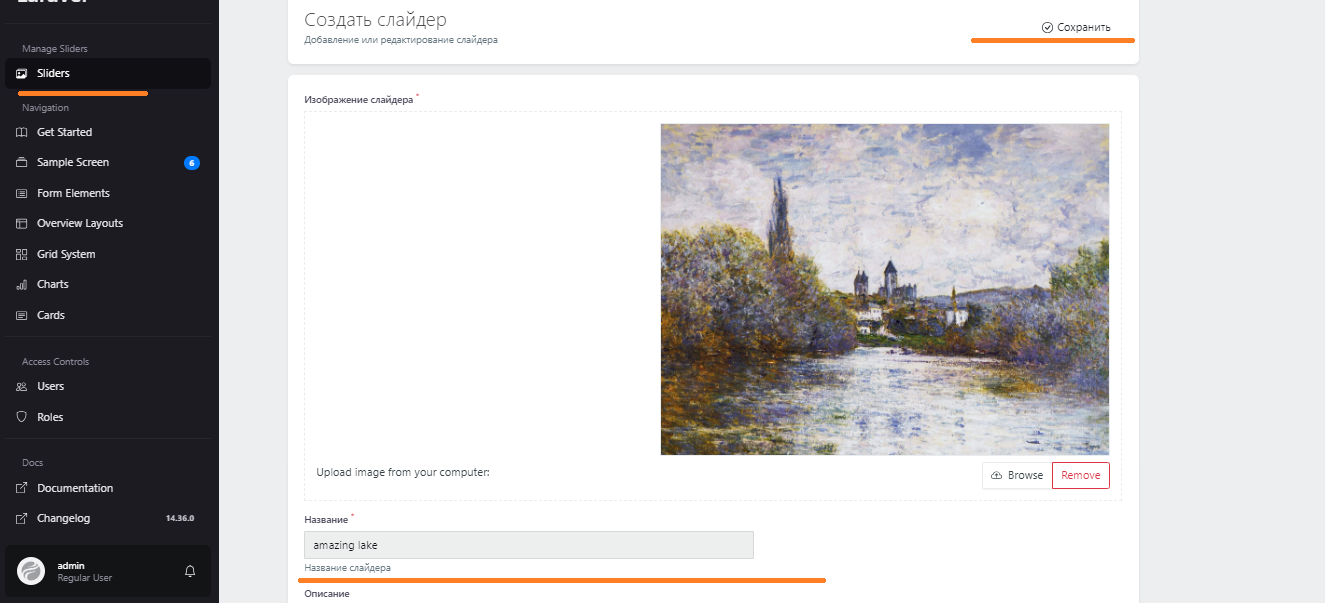 Manage Sliders
Sliders
Navigation
Get Started
Sample Screen 6
Form Elements
Overview Layouts
Grid System
Charts
Cards
Access Controls
Users
Roles
Docs
Documentation
Changelog 14.36.0
admin
Regular User
Создать слайдер
Добавление или редактирование слайдера
Сохранить
Изображение слайдера *
Upload image from your computer:
Browse
Remove
Название *
amazing lake
Название слайдера
Описание